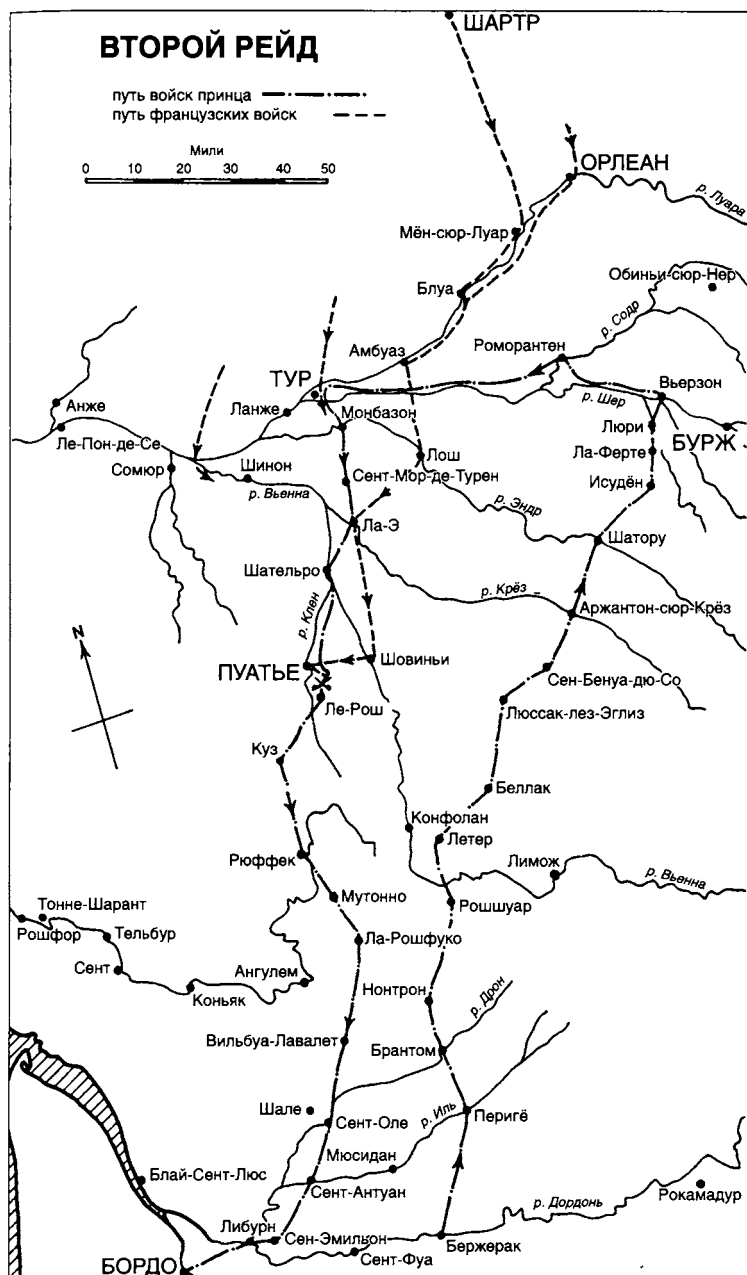 ШАРТР
ВТОРОЙ РЕЙД
путь войск принца
путь французских войск
Мили
0 10 20 30 40 50
ОРЛЕАН
р. Луара
Мён-сюр-Луар
Обиньи-сюр-Нер
Блуа
р. Содр
Амбуаз
Роморантен
ТУР
Вьерзон
Анже
Ланже
р. Шер
Монбазон
Люри
БУРЖ
Ле-Пон-де-Се
Лош
Ла-Ферте
Сомюр
Шинон
Сент-Мор-де-Турен
Исудён
р. Вьенна
р. Эндр
Ла-Э
Шатору
Шательро
р. Крёз
р. Клен
Аржантон-сюр-Крёз
ПУАТЬЕ
Шовиньи
Сен-Бенуа-дю-Со
Ле-Рош
Люссак-лез-Эглиз
Куз
Беллак
Конфолан
Летер
Рюффек
Лимож
р. Вьенна
Мутонно
Рошшуар
Тонне-Шарант
Рошфор
Тельбур
Ла-Рошфуко
Сент
Ангулем
Коньяк
Нонтрон
р. Дрон
Вильбуа-Лавалет
Брантом
Шале
р. Иль
Перигё
Сент-Оле
Мюсидан
Блай-Сент-Люс
Сент-Антуан
Рокамадур
р. Дордонь
Либурн
Сен-Эмильон
Бержерак
Сент-Фуа
БОРДО
N